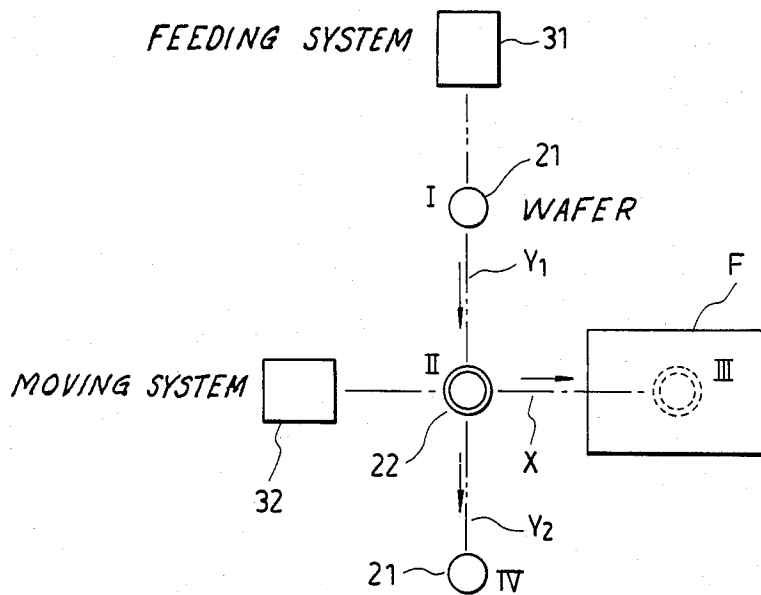 FEEDING SYSTEM
31
21
I
WAFER
Y1
F
II
III
MOVING SYSTEM
22
X
32
Y2
21
IV